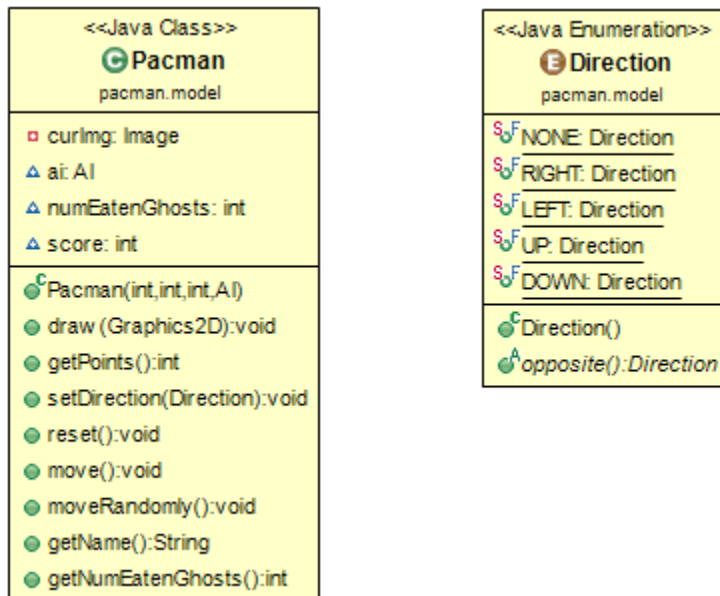 <<Java Class>>
C Pacman
pacman.model
curImg: Image
ai: AI
numEatenGhosts: int
score: int
C Pacman(int,int,int,AI)
draw(Graphics2D):void
getPoints():int
setDirection(Direction):void
reset():void
move():void
moveRandomly():void
getName():String
getNumEatenGhosts():int
<<Java Enumeration>>
E Direction
pacman.model
S F NONE: Direction
S F RIGHT: Direction
S F LEFT: Direction
S F UP: Direction
S F DOWN: Direction
C Direction()
A opposite():Direction